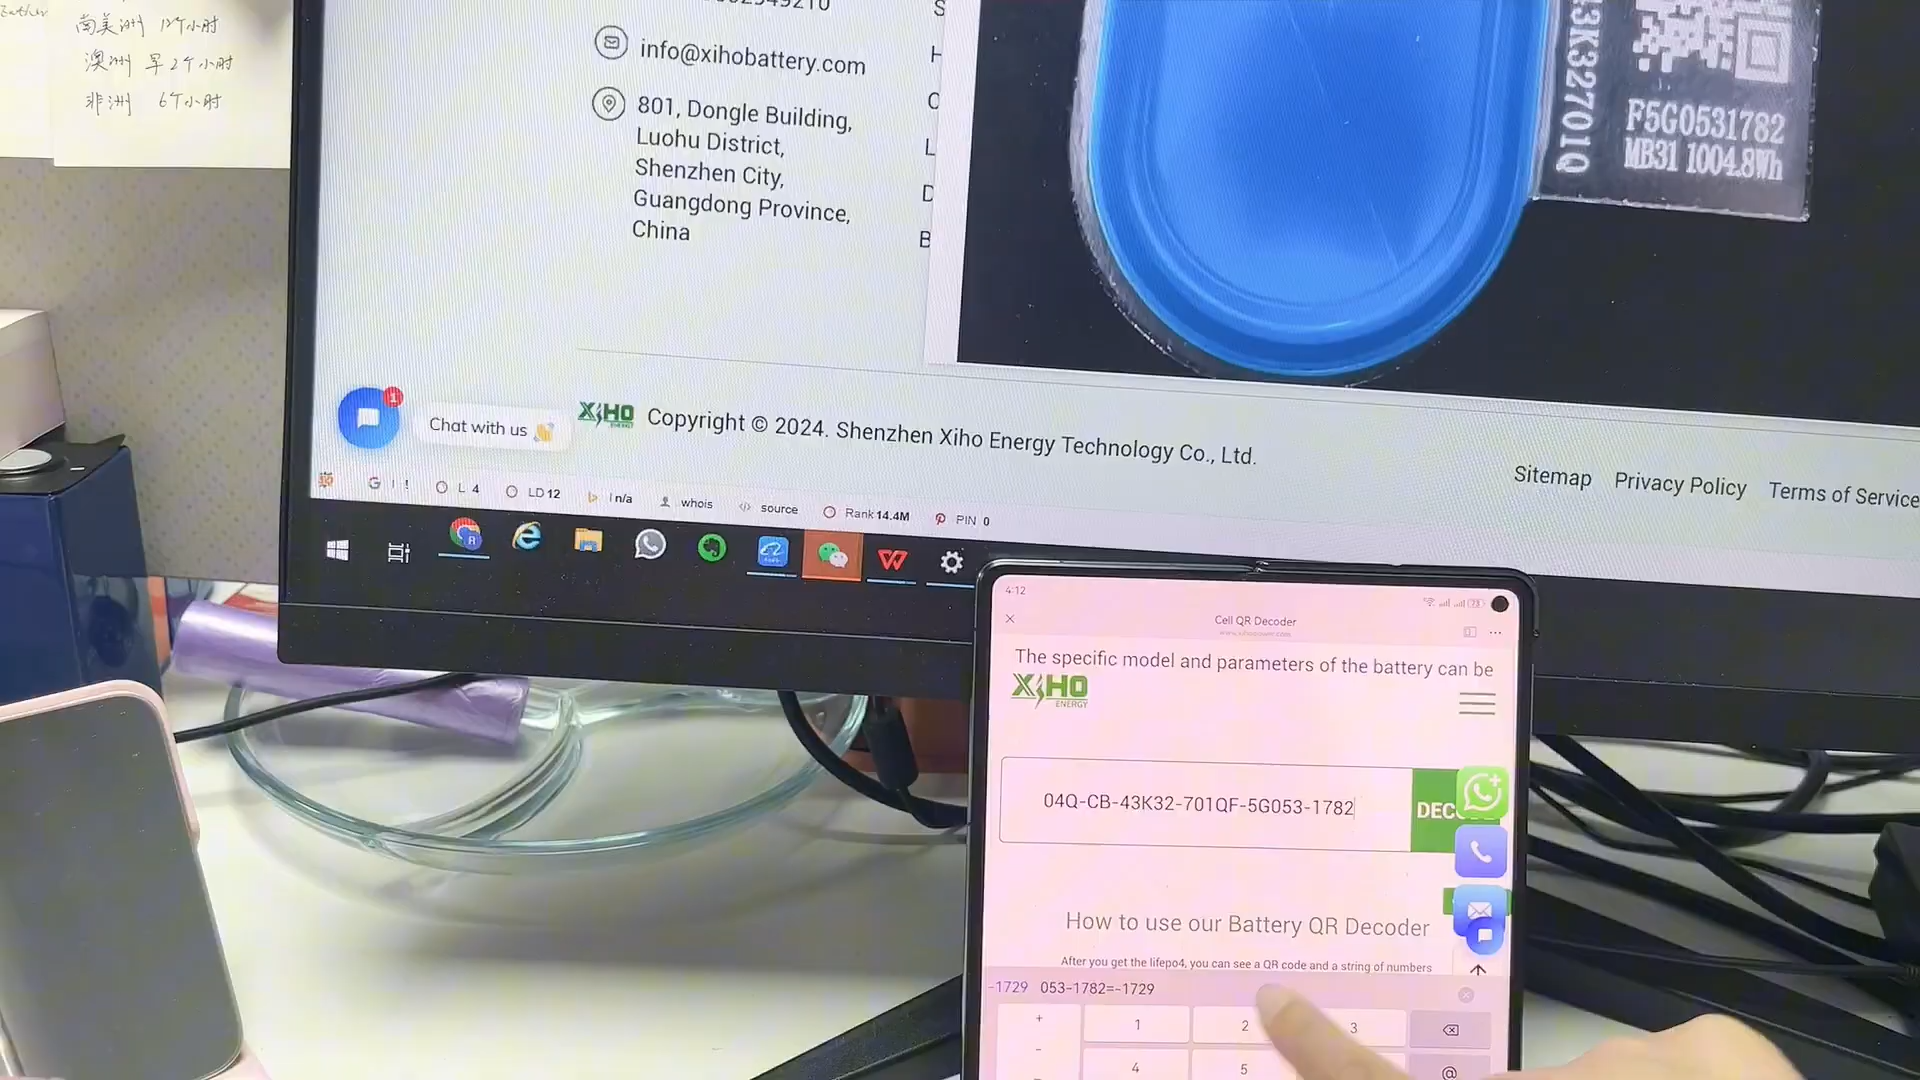 南美洲 12个小时
澳洲 早2个小时
非洲 6个小时
info@xihobattery.com
801, Dongle Building,
Luohu District,
Shenzhen City,
Guangdong Province,
China
S
H
C
L
D
B
43K32701Q
F5G0531782
MB31 1004.8Wh
1
Chat with us 👋
XIHO
ENERGY
Copyright © 2024. Shenzhen Xiho Energy Technology Co., Ltd.
Sitemap Privacy Policy Terms of Service
G I ! L 4 LD 12 I n/a whois source Rank 14.4M PIN 0
4:12
Cell QR Decoder
The specific model and parameters of the battery can be
XIHO
ENERGY
04Q-CB-43K32-701QF-5G053-1782
DEC
How to use our Battery QR Decoder
After you get the lifepo4, you can see a QR code and a string of numbers
-1729 053-1782=-1729
+ 1 2 3
- 4 5 @